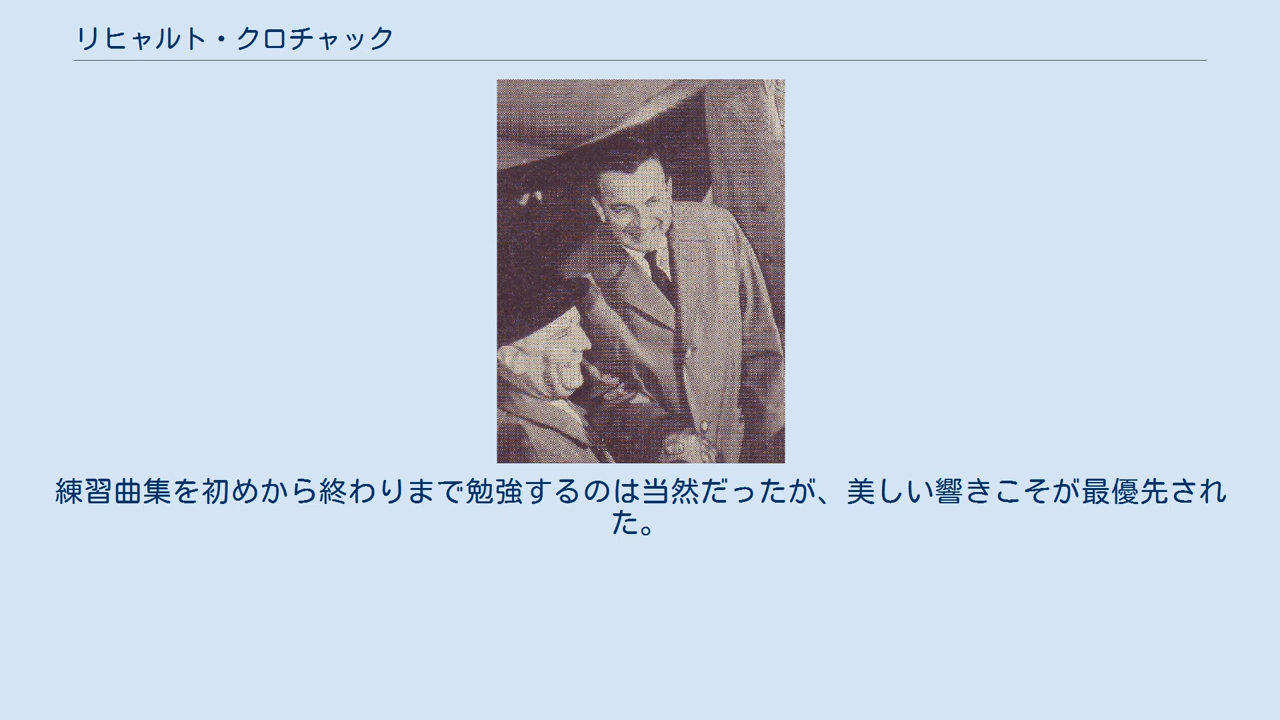 リヒャルト・クロチャック
練習曲集を初めから終わりまで勉強するのは当然だったが、美しい響きこそが最優先され
た。